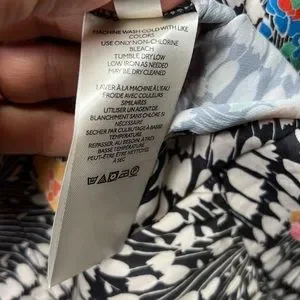 MACHINE WASH COLD WITH LIKE
COLORS
USE ONLY NON-CHLORINE
BLEACH
TUMBLE DRY LOW
LOW IRON AS NEEDED
MAY BE DRY CLEANED
LAVER À LA MACHINE À L'EAU
FROIDE AVEC COULEURS
SIMILAIRES
UTILISER UN AGENT DE
BLANCHIMENT SANS CHLORE SI
NÉCESSAIRE
SÉCHER PAR CULBUTAGE À BASSE
TEMPÉRATURE
REPASSER, AU BESOIN, À
BASSE TEMPÉRATURE
PEUT-ÊTRE NETTOYÉ
À SEC